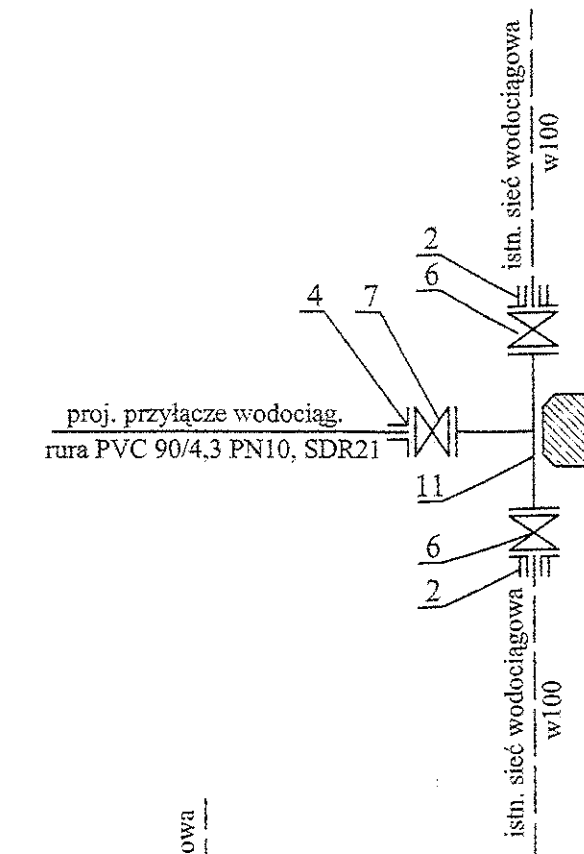 istn. sieć wodociągowa
w100
2
6
4
7
proj. przyłącze wodociąg.
rura PVC 90/4,3 PN10, SDR21
11
6
2
istn. sieć wodociągowa
w100
owa